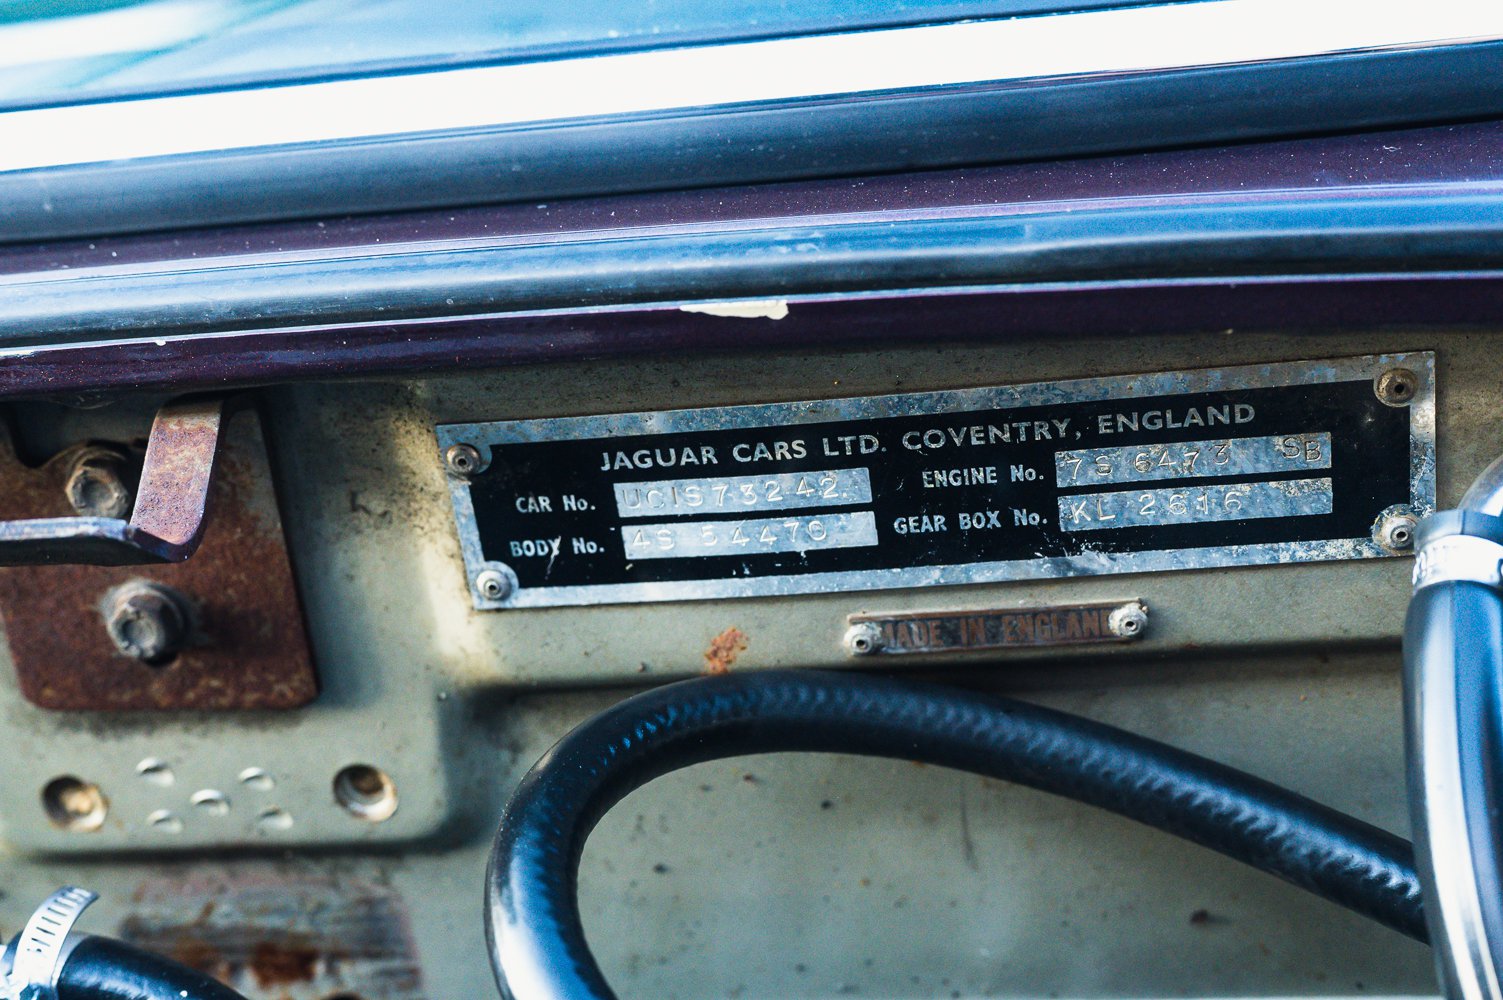 JAGUAR CARS LTD. COVENTRY, ENGLAND
CAR No. UC1S73242
BODY No. 4S 54470
ENGINE No. 7S 6473 SB
GEAR BOX No. KL 2616
MADE IN ENGLAND